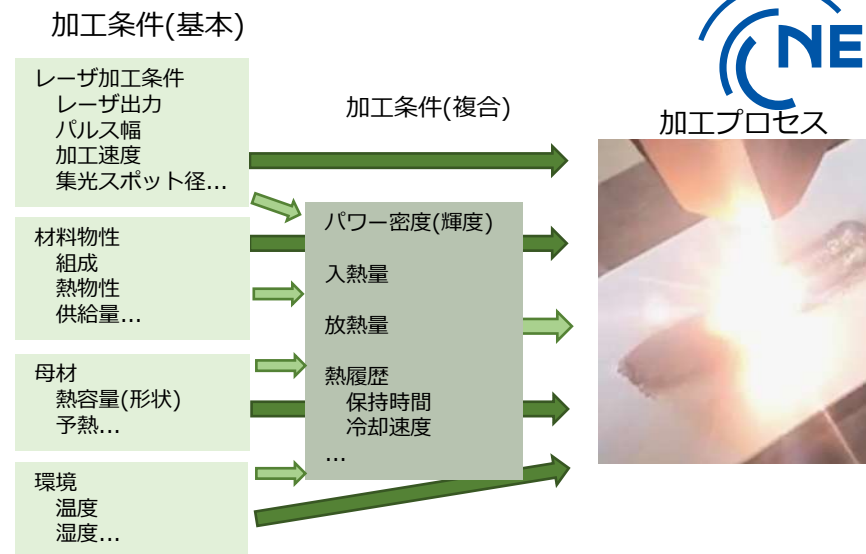 加工条件(基本)
レーザ加工条件
レーザ出力
パルス幅
加工速度
集光スポット径...
材料物性
組成
熱物性
供給量...
母材
熱容量(形状)
予熱...
環境
温度
湿度...
加工条件(複合)
パワー密度(輝度)
入熱量
放熱量
熱履歴
保持時間
冷却速度
...
NE
加工プロセス